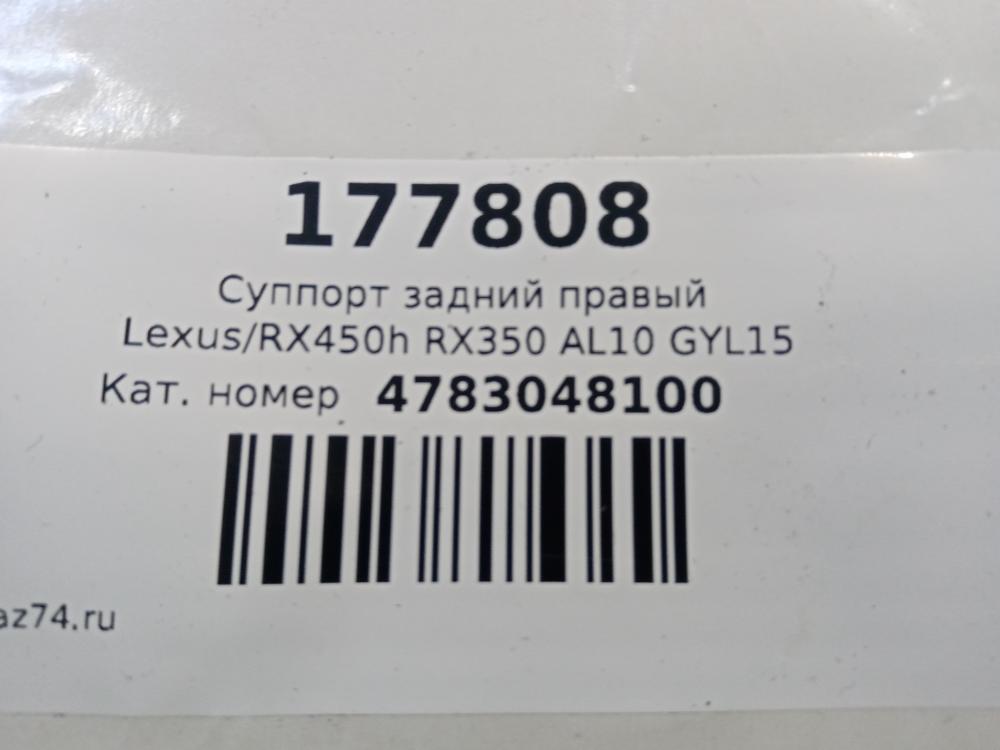 177808
Суппорт задний правый
Lexus/RX450h RX350 AL10 GYL15
Кат. номер 4783048100
az74.ru